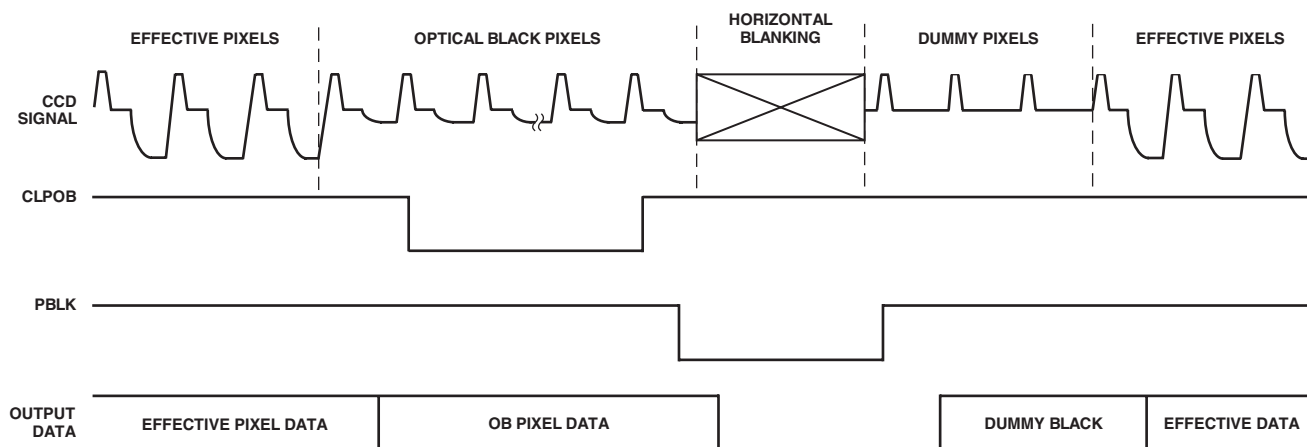 EFFECTIVE PIXELS
OPTICAL BLACK PIXELS
HORIZONTAL
BLANKING
DUMMY PIXELS
EFFECTIVE PIXELS
CCD
SIGNAL
CLPOB
PBLK
OUTPUT
DATA
EFFECTIVE PIXEL DATA
OB PIXEL DATA
DUMMY BLACK
EFFECTIVE DATA